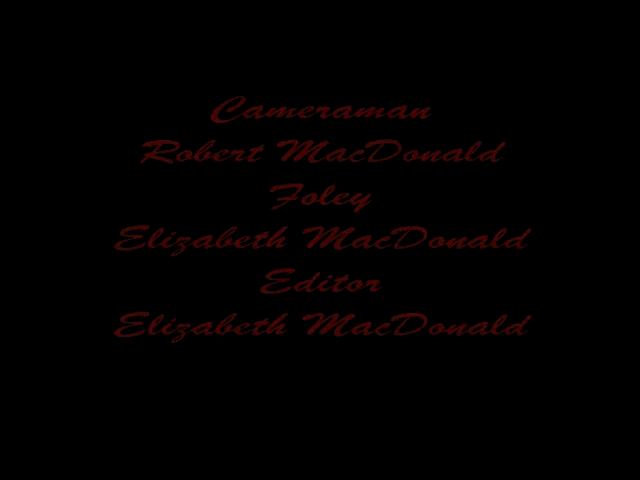 Cameraman
Robert MacDonald
Foley
Elizabeth MacDonald
Editor
Elizabeth MacDonald